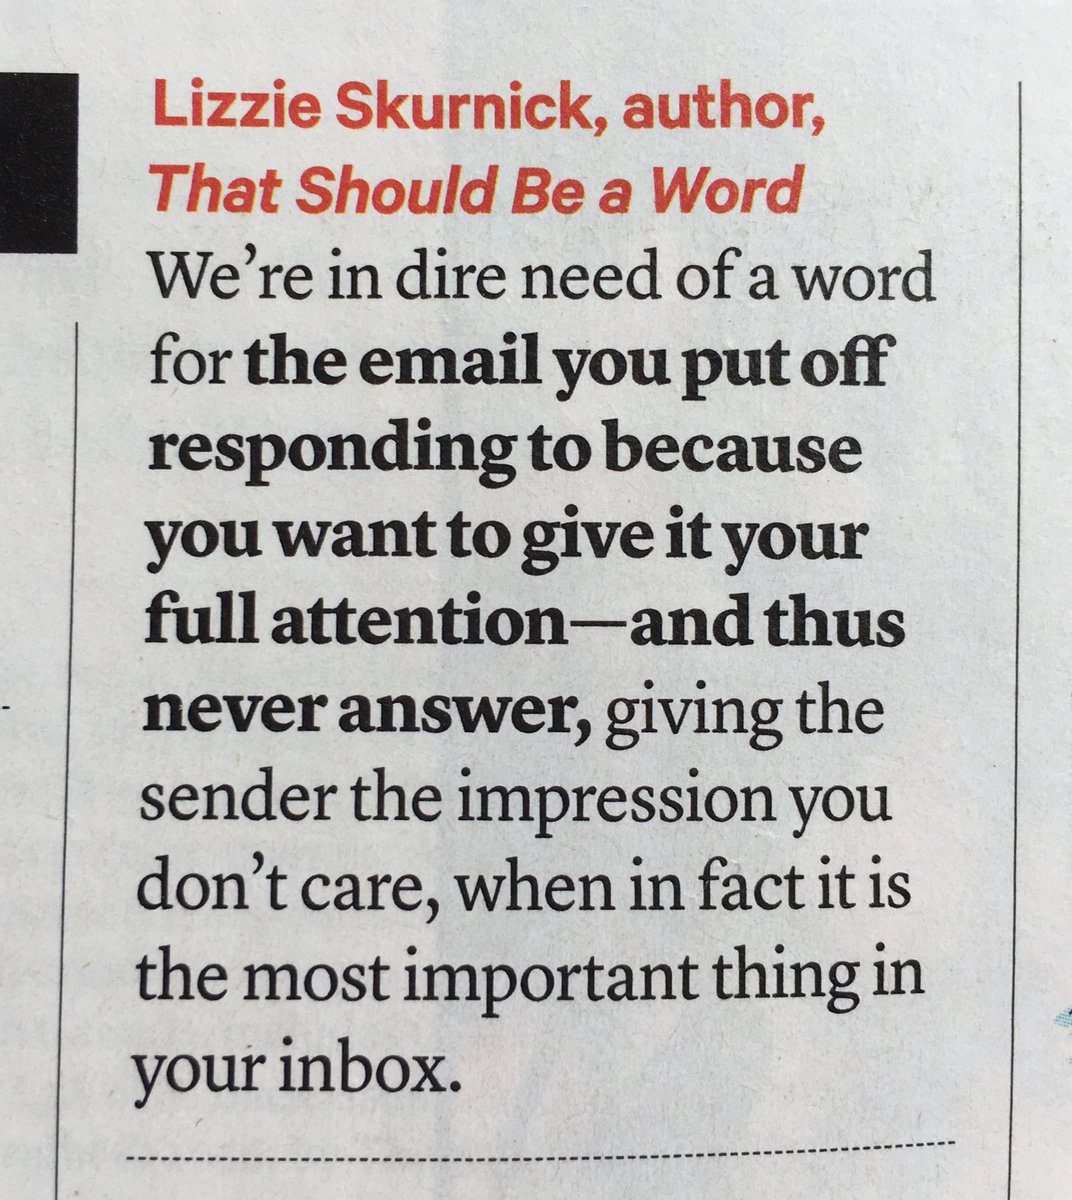 Lizzie Skurnick, author,
That Should Be a Word
We’re in dire need of a word
for the email you put off
responding to because
you want to give it your
full attention—and thus
never answer, giving the
sender the impression you
don’t care, when in fact it is
the most important thing in
your inbox.